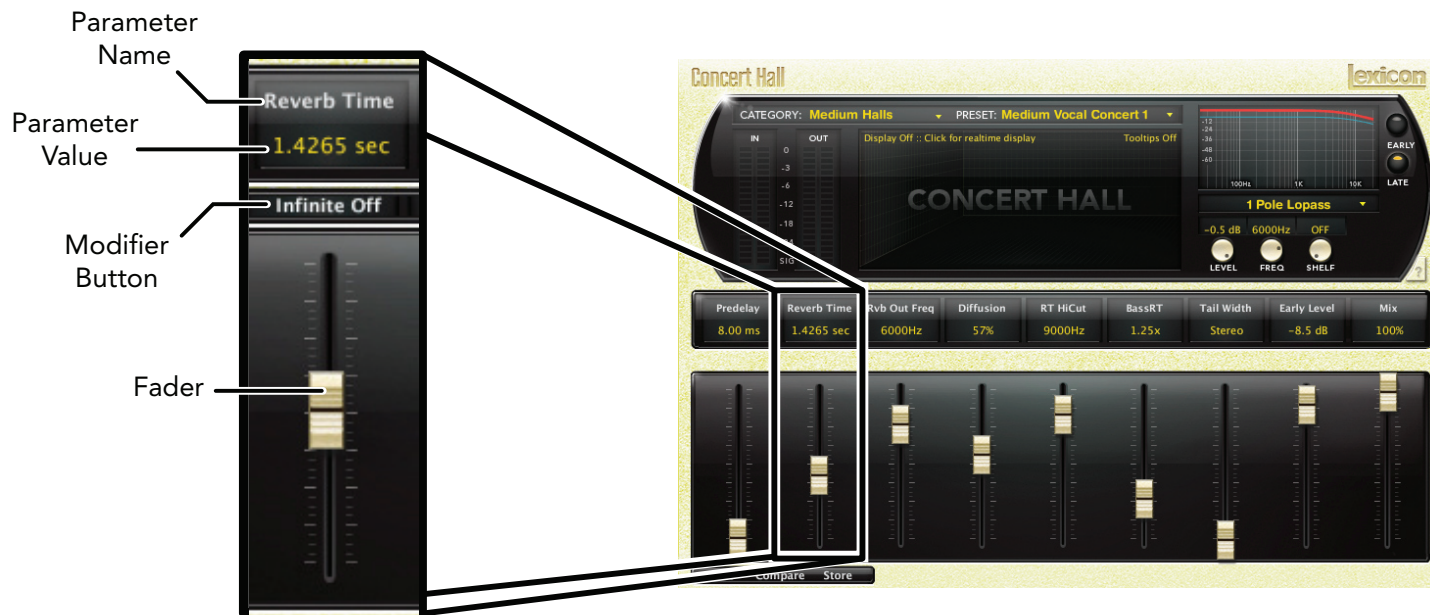 Parameter
Name
Parameter
Value
Modifier
Button
Fader
Reverb Time
1.4265 sec
Infinite Off
Concert Hall
lexicon
CATEGORY: Medium Halls PRESET: Medium Vocal Concert 1
IN OUT
0
-3
-6
-12
-18
SIG
Display Off :: Click for realtime display Tooltips Off
CONCERT HALL
-12
-24
-36
-48
-60
100Hz 1K 10K
EARLY
LATE
1 Pole Lopass
-0.5 dB 6000Hz OFF
LEVEL FREQ SHELF
?
Predelay Reverb Time Rvb Out Freq Diffusion RT HiCut BassRT Tail Width Early Level Mix
8.00 ms 1.4265 sec 6000Hz 57% 9000Hz 1.25x Stereo -8.5 dB 100%
Compare Store